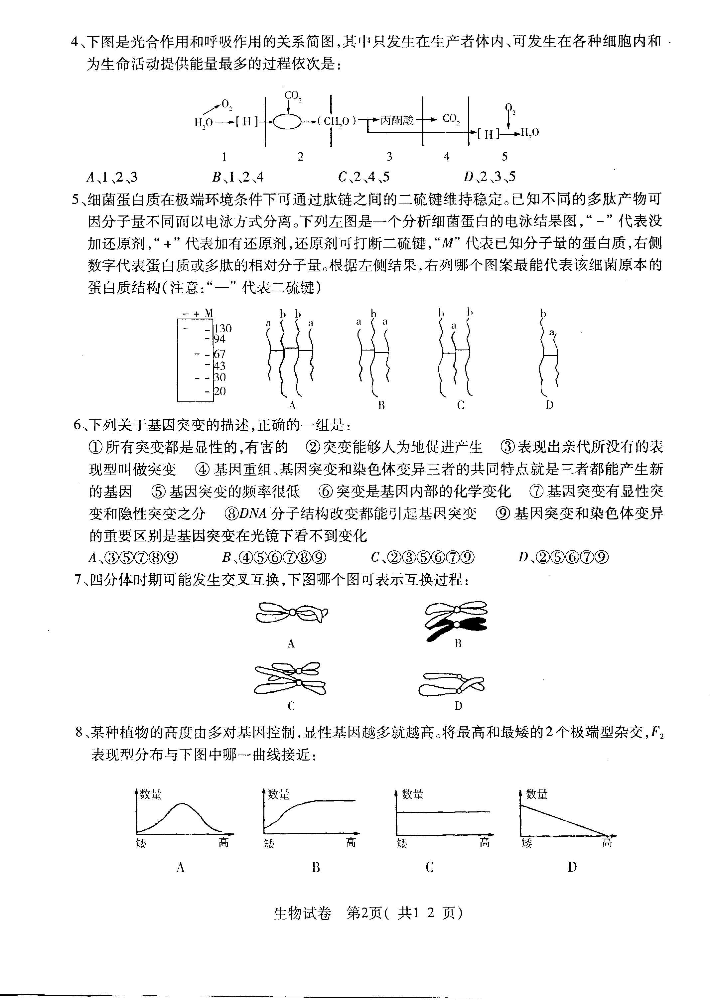 4、下图是光合作用和呼吸作用的关系简图,其中只发生在生产者体内、可发生在各种细胞内和
为生命活动提供能量最多的过程依次是:
CO₂
O₂ O₂
H₂O [ H ] ( CH₂O ) 丙酮酸 CO₂
[ H ] H₂O
1 2 3 4 5
A、1、2、3 B、1、2、4 C、2、4、5 D、2、3、5
5、细菌蛋白质在极端环境条件下可通过肽链之间的二硫键维持稳定。已知不同的多肽产物可
因分子量不同而以电泳方式分离。下列左图是一个分析细菌蛋白的电泳结果图,“-”代表没
加还原剂,“+”代表加有还原剂,还原剂可打断二硫键,“M”代表已知分子量的蛋白质,右侧
数字代表蛋白质或多肽的相对分子量。根据左侧结果,右列哪个图案最能代表该细菌原本的
蛋白质结构(注意:“—”代表二硫键)
- + M
130
94
67
43
30
20
a b b a
A
a b a
B
b a b
C
b a
D
6、下列关于基因突变的描述,正确的一组是:
①所有突变都是显性的,有害的 ②突变能够人为地促进产生 ③表现出亲代所没有的表
现型叫做突变 ④基因重组、基因突变和染色体变异三者的共同特点就是三者都能产生新
的基因 ⑤基因突变的频率很低 ⑥突变是基因内部的化学变化 ⑦基因突变有显性突
变和隐性突变之分 ⑧DNA 分子结构改变都能引起基因突变 ⑨基因突变和染色体变异
的重要区别是基因突变在光镜下看不到变化
A、③⑤⑦⑧⑨ B、④⑤⑥⑦⑧⑨ C、②③⑤⑥⑦⑨ D、②⑤⑥⑦⑨
7、四分体时期可能发生交叉互换,下图哪个图可表示互换过程:
A B
C D
8、某种植物的高度由多对基因控制,显性基因越多就越高。将最高和最矮的2个极端型杂交,F₂
表现型分布与下图中哪一曲线接近:
数量 数量 数量 数量
矮 高 矮 高 矮 高 矮 高
A B C D
生物试卷 第2页( 共1 2 页)